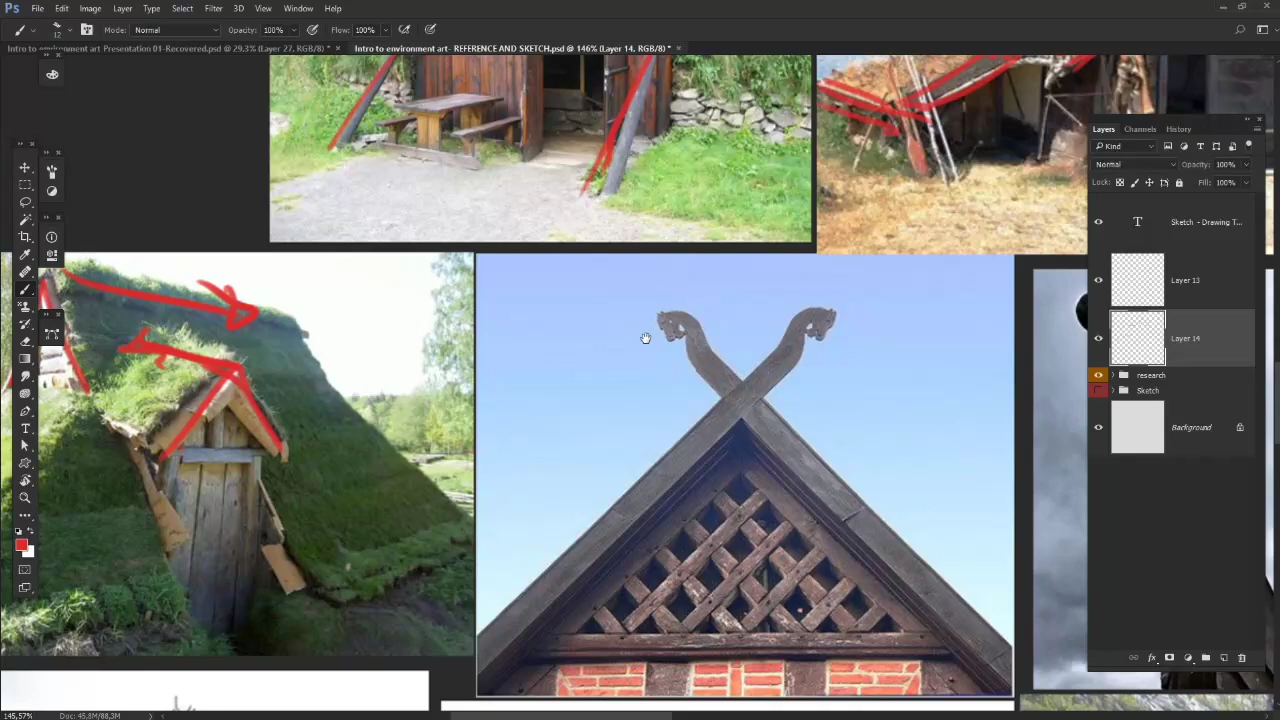 Ps File Edit Image Layer Type Select Filter 3D View Window Help
12 Mode: Normal Opacity: 100% Flow: 100%
Intro to environment art Presentation 01-Recovered.psd @ 29.3% (Layer 27, RGB/8) * × Intro to environment art- REFERENCE AND SKETCH.psd @ 146% (Layer 14, RGB/8) * ×
Layers Channels History
Kind
Normal Opacity: 100%
Lock: Fill: 100%
T Sketch - Drawing T...
Layer 13
Layer 14
research
Sketch
Background
fx
145,57% Doc: 45,8M/88,3M